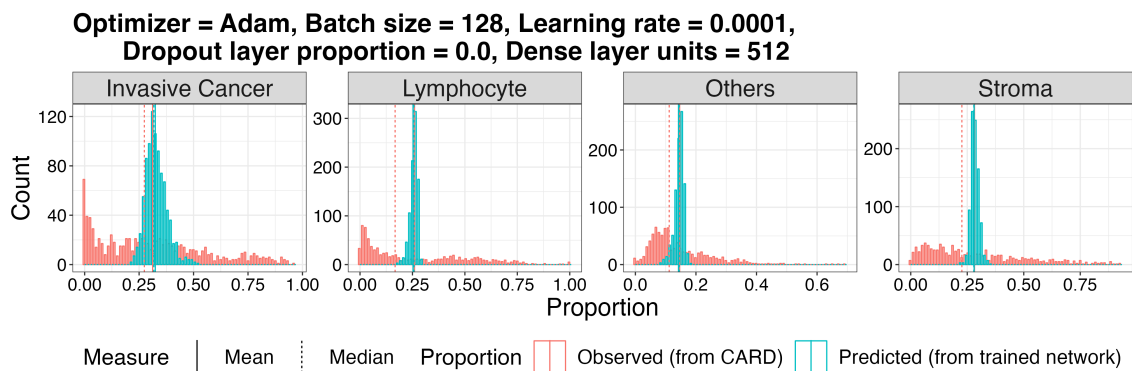 Optimizer = Adam, Batch size = 128, Learning rate = 0.0001,
Dropout layer proportion = 0.0, Dense layer units = 512
Invasive Cancer
Lymphocyte
Others
Stroma
Count
120
80
40
0
0.00 0.25 0.50 0.75 1.00
300
200
100
0
0.00 0.25 0.50 0.75 1.00
200
100
0
0.0 0.2 0.4 0.6
200
100
0
0.00 0.25 0.50 0.75
Proportion
Measure Mean Median Proportion Observed (from CARD) Predicted (from trained network)